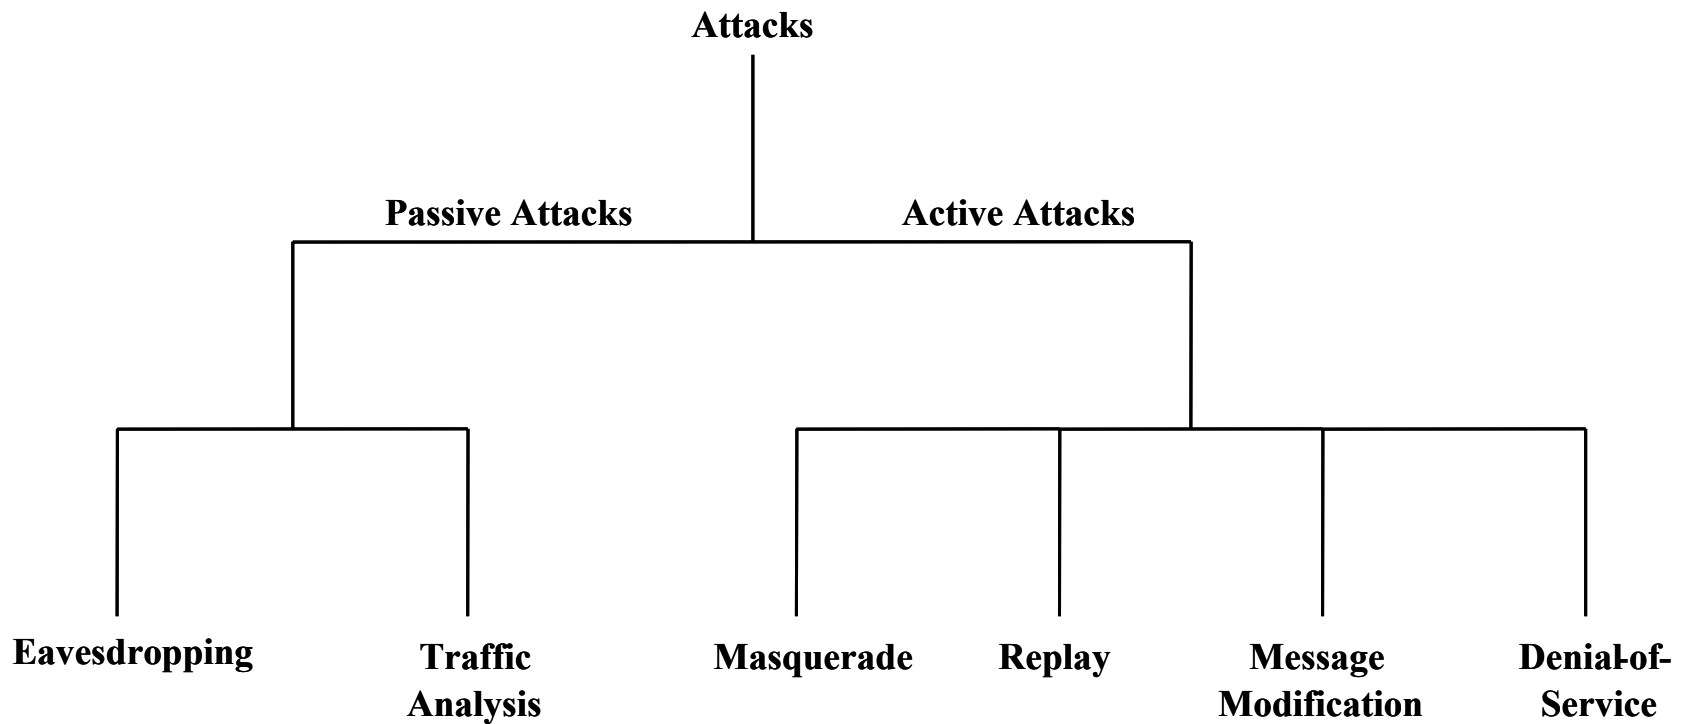 Attacks
Passive Attacks
Active Attacks
Eavesdropping
Traffic
Analysis
Masquerade
Replay
Message
Modification
Denial-of-
Service